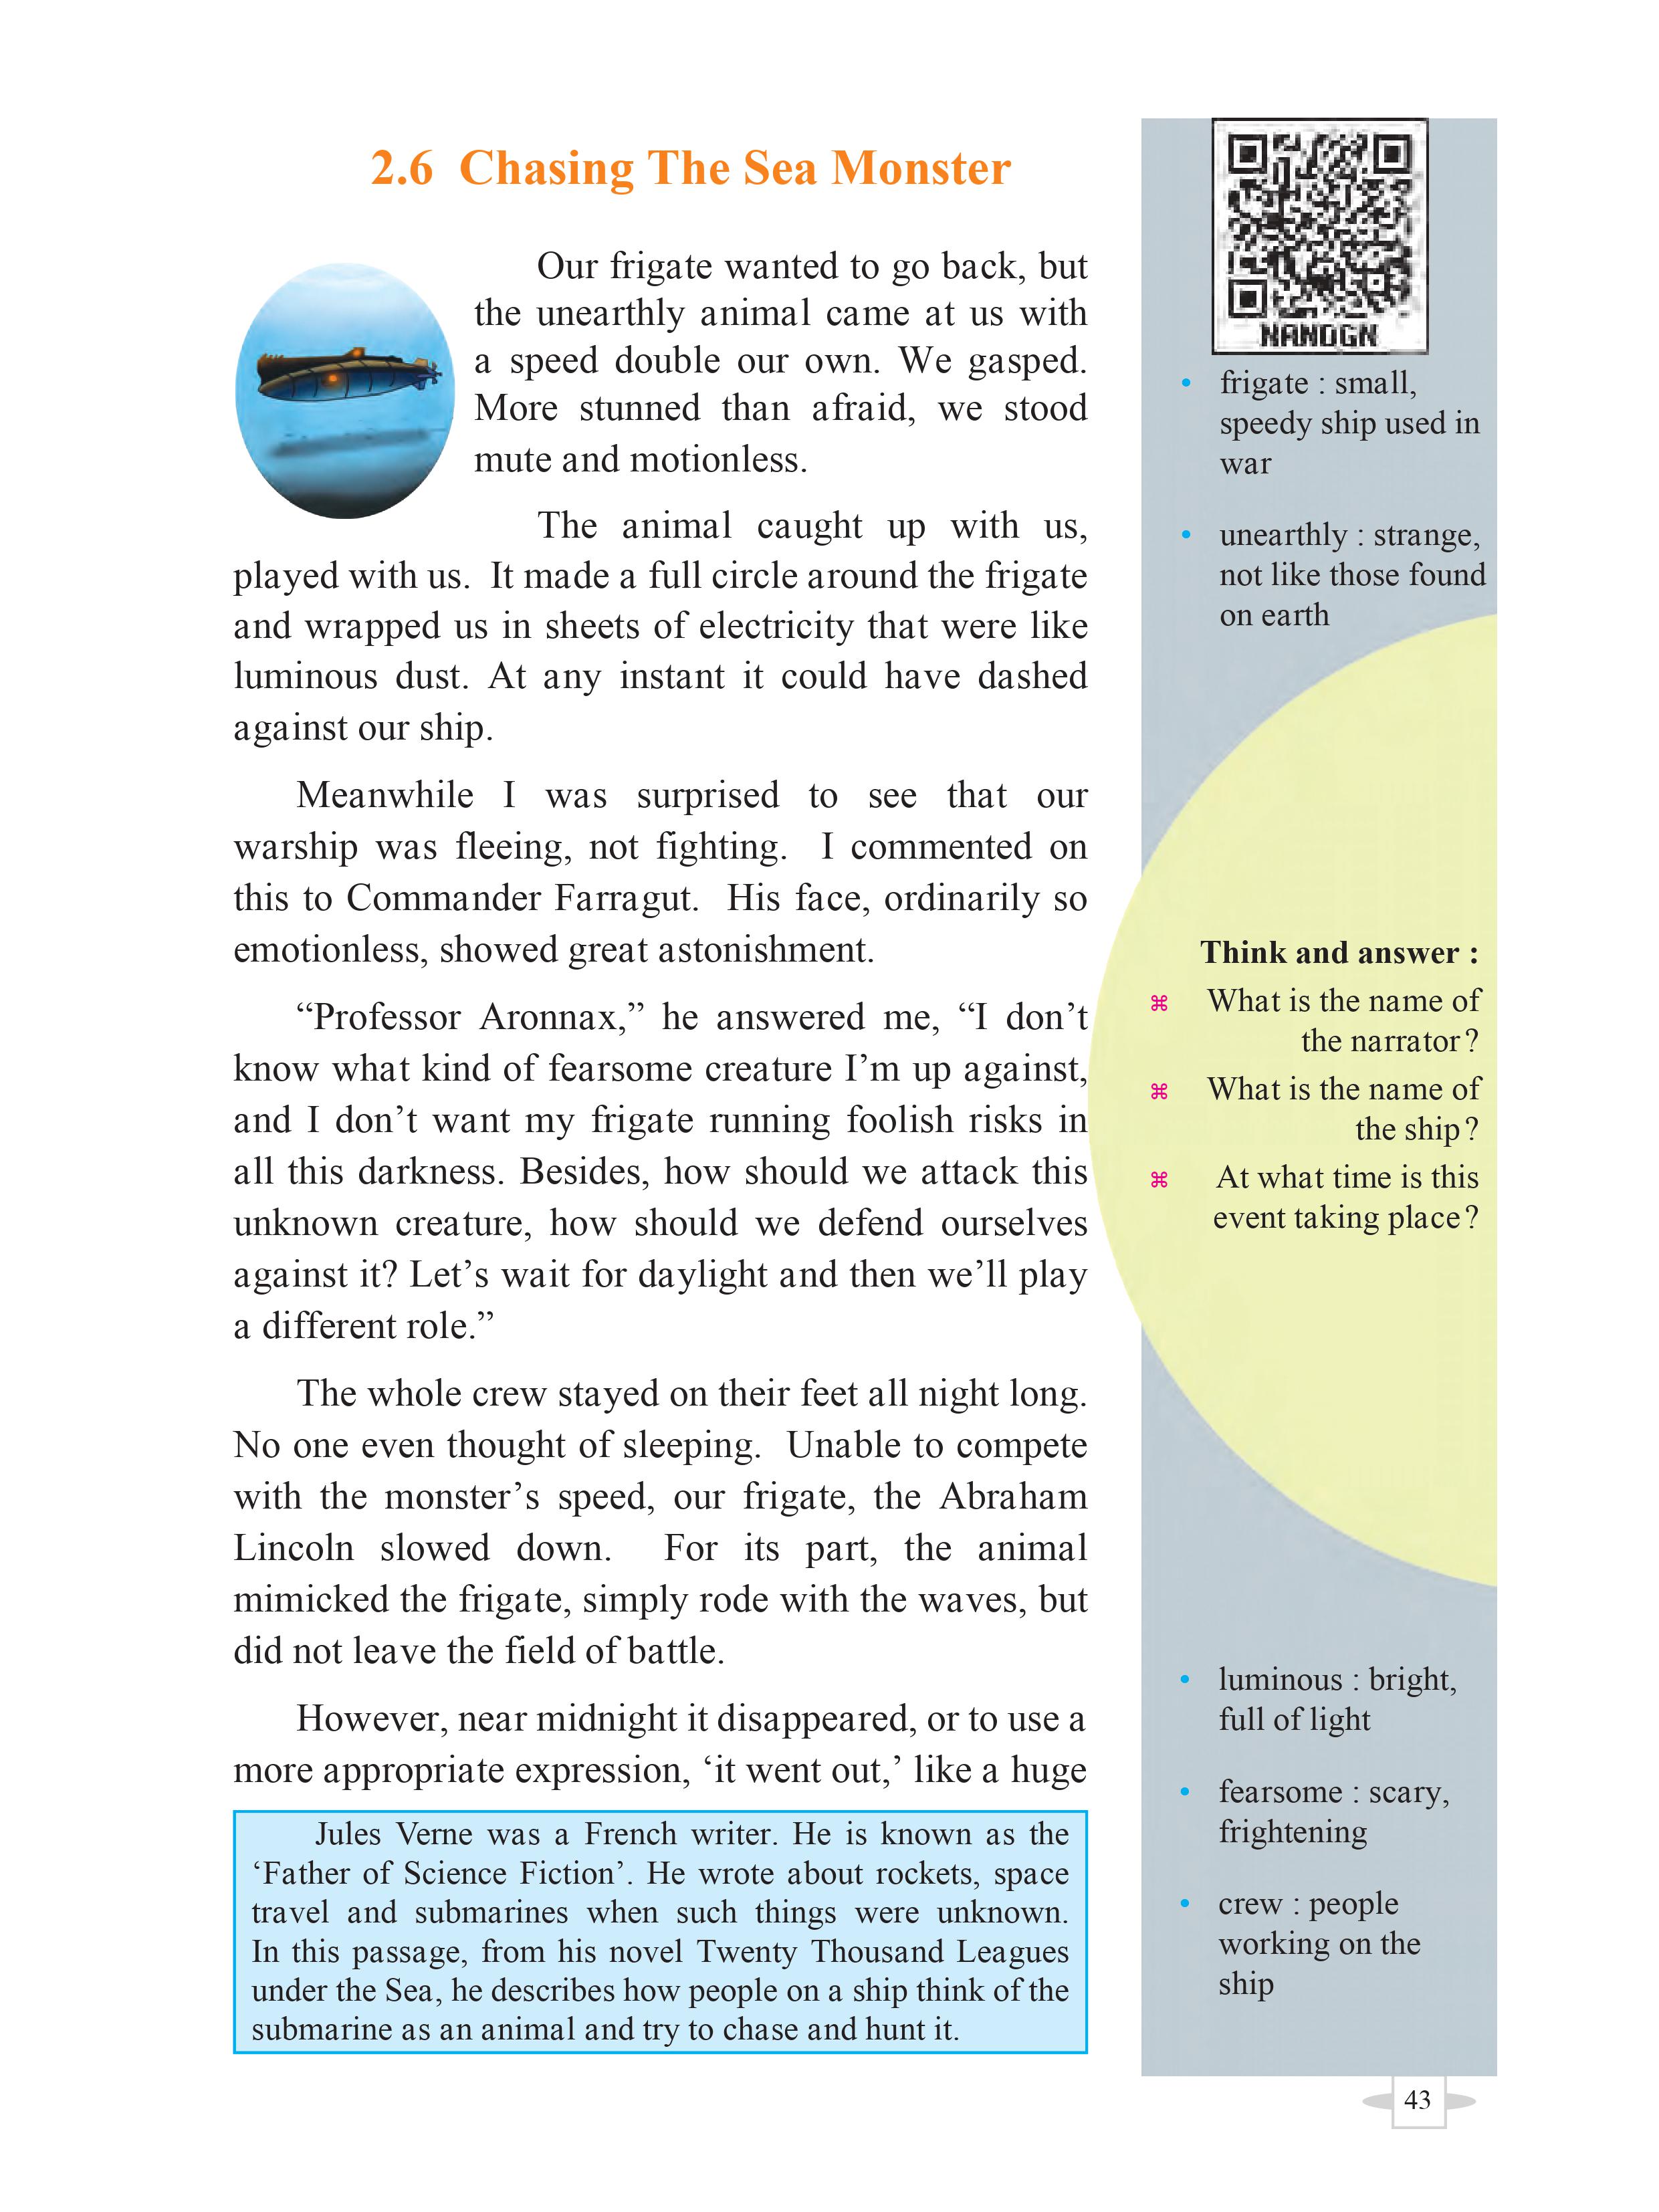 2.6 Chasing The Sea Monster
Our frigate wanted to go back, but
the unearthly animal came at us with
a speed double our own. We gasped.
More stunned than afraid, we stood
mute and motionless.
The animal caught up with us,
played with us. It made a full circle around the frigate
and wrapped us in sheets of electricity that were like
luminous dust. At any instant it could have dashed
against our ship.
Meanwhile I was surprised to see that our
warship was fleeing, not fighting. I commented on
this to Commander Farragut. His face, ordinarily so
emotionless, showed great astonishment.
“Professor Aronnax,” he answered me, “I don’t
know what kind of fearsome creature I’m up against,
and I don’t want my frigate running foolish risks in
all this darkness. Besides, how should we attack this
unknown creature, how should we defend ourselves
against it? Let’s wait for daylight and then we’ll play
a different role.”
The whole crew stayed on their feet all night long.
No one even thought of sleeping. Unable to compete
with the monster’s speed, our frigate, the Abraham
Lincoln slowed down. For its part, the animal
mimicked the frigate, simply rode with the waves, but
did not leave the field of battle.
However, near midnight it disappeared, or to use a
more appropriate expression, ‘it went out,’ like a huge
Jules Verne was a French writer. He is known as the
‘Father of Science Fiction’. He wrote about rockets, space
travel and submarines when such things were unknown.
In this passage, from his novel Twenty Thousand Leagues
under the Sea, he describes how people on a ship think of the
submarine as an animal and try to chase and hunt it.
NANDGN
• frigate : small,
speedy ship used in
war
• unearthly : strange,
not like those found
on earth
Think and answer :
⌘ What is the name of
the narrator?
⌘ What is the name of
the ship?
⌘ At what time is this
event taking place?
• luminous : bright,
full of light
• fearsome : scary,
frightening
• crew : people
working on the
ship
43